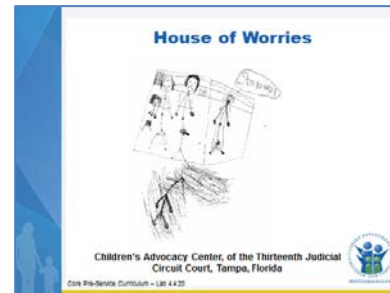 House of Worries
Children's Advocacy Center, of the Thirteenth Judicial
Circuit Court, Tampa, Florida
Core Pre-Service Curriculum – Lab 4.4.20